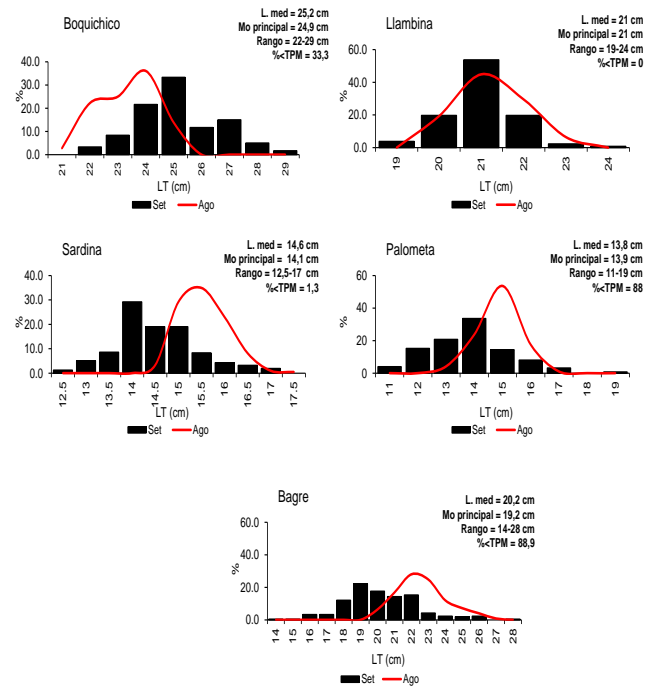 Boquichico
L. med = 25,2 cm
Mo principal = 24,9 cm
Rango = 22-29 cm
%<TPM = 33,3
40.0
30.0
20.0
10.0
0.0
%
21 22 23 24 25 26 27 28 29
LT (cm)
Set Ago
Llambina
L. med = 21 cm
Mo principal = 21 cm
Rango = 19-24 cm
%<TPM = 0
60.0
40.0
20.0
0.0
%
19 20 21 22 23 24
LT (cm)
Set Ago
Sardina
L. med = 14,6 cm
Mo principal = 14,1 cm
Rango = 12,5-17 cm
%<TPM = 1,3
40.0
30.0
20.0
10.0
0.0
%
12.5 13 13.5 14 14.5 15 15.5 16 16.5 17 17.5
LT (cm)
Set Ago
Palometa
L. med = 13,8 cm
Mo principal = 13,9 cm
Rango = 11-19 cm
%<TPM = 88
60
40
20
0
%
11 12 13 14 15 16 17 18 19
LT (cm)
Set Ago
Bagre
L. med = 20,2 cm
Mo principal = 19,2 cm
Rango = 14-28 cm
%<TPM = 88,9
60.0
40.0
20.0
0.0
%
14 15 16 17 18 19 20 21 22 23 24 25 26 27 28
LT (cm)
Set Ago